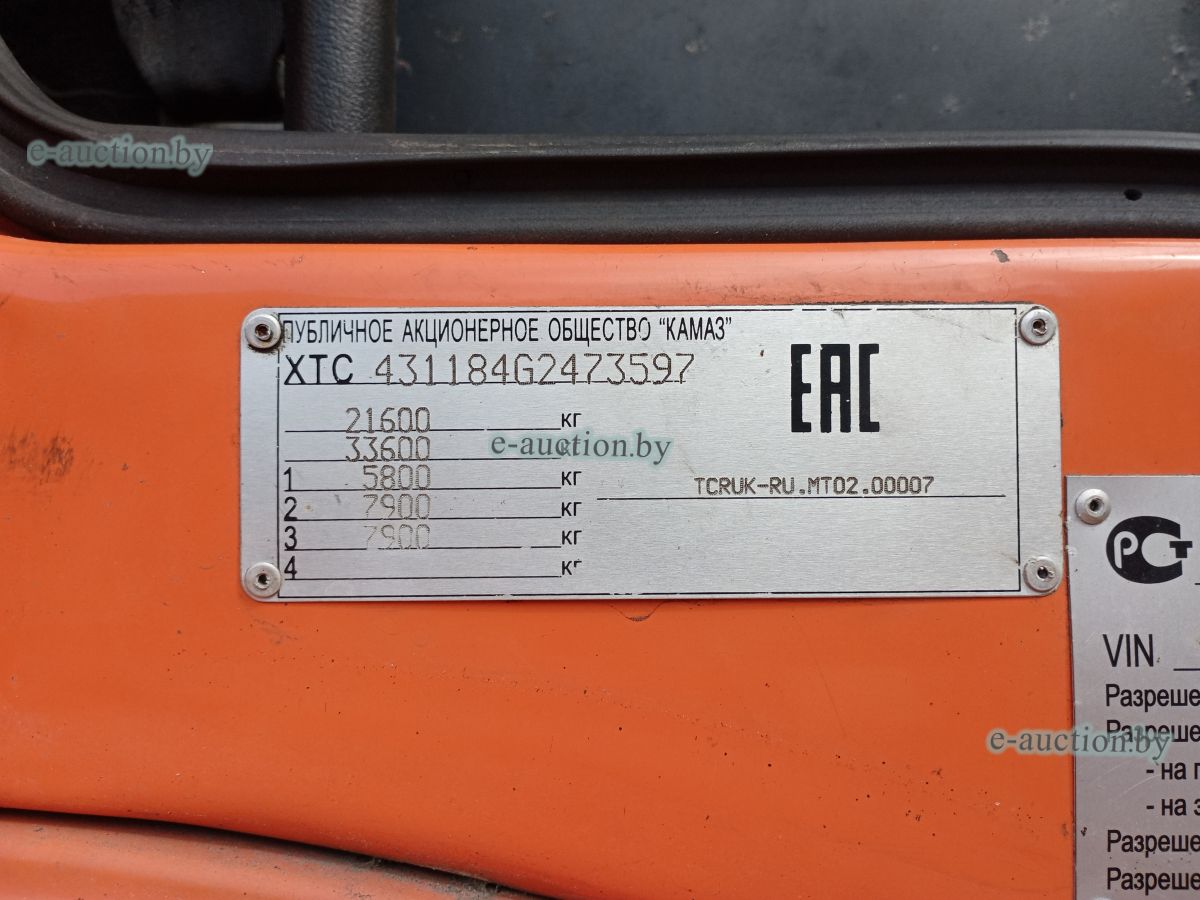 e-auction.by
ПУБЛИЧНОЕ АКЦИОНЕРНОЕ ОБЩЕСТВО "КАМАЗ"
XTC 431184G2473597
EAC
21600 кг
33600 кг
e-auction.by
1 5800 кг
TCRUK-RU.MT02.00007
2 7900 кг
3 7900 кг
4 кг
РСТ
VIN
Разреше
Разреше
e-auction.by
- на п
- на з
Разреше
Разреше